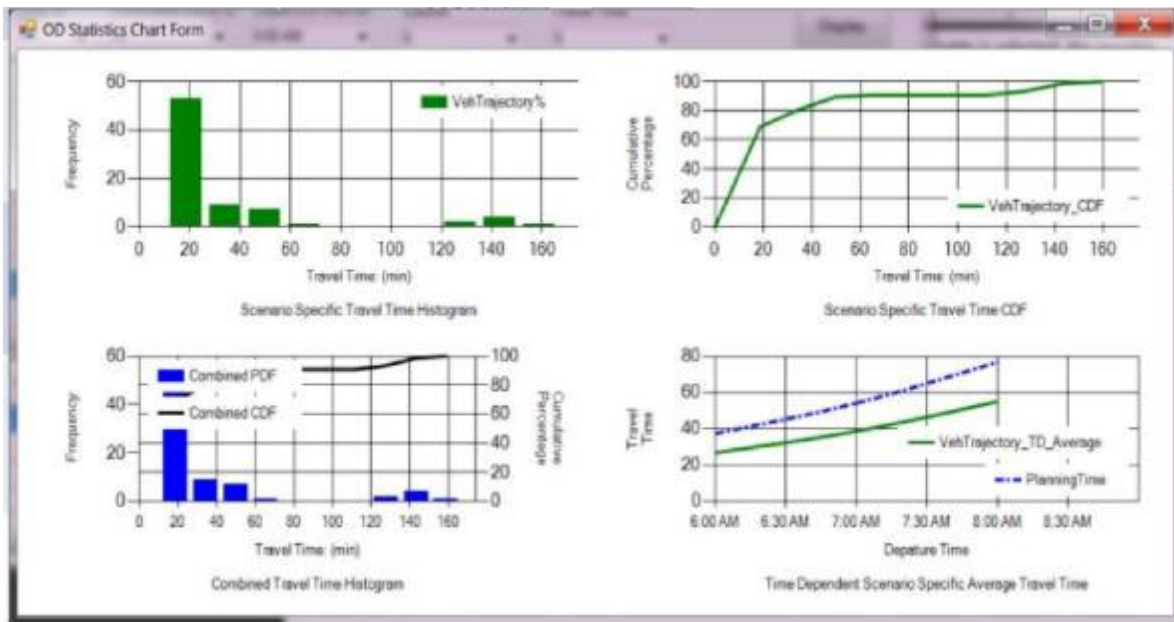 OD Statistics Chart Form
60
40
20
0
Frequency
VehTrajectory%
0 20 40 60 80 100 120 140 160
Travel Time: (min)
Scenario Specific Travel Time Histogram
100
80
60
40
20
0
Cumulative
Percentage
VehTrajectory_CDF
0 20 40 60 80 100 120 140 160
Travel Time: (min)
Scenario Specific Travel Time CDF
60
40
20
0
Frequency
Combined PDF
Combined CDF
100
80
60
40
20
0
Cumulative
Percentage
0 20 40 60 80 100 120 140 160
Travel Time: (min)
Combined Travel Time Histogram
80
60
40
20
0
Travel
Time
VehTrajectory_TD_Average
PlanningTime
6:00 AM 6:30 AM 7:00 AM 7:30 AM 8:00 AM 8:30 AM
Depature Time
Time Dependent Scenario Specific Average Travel Time